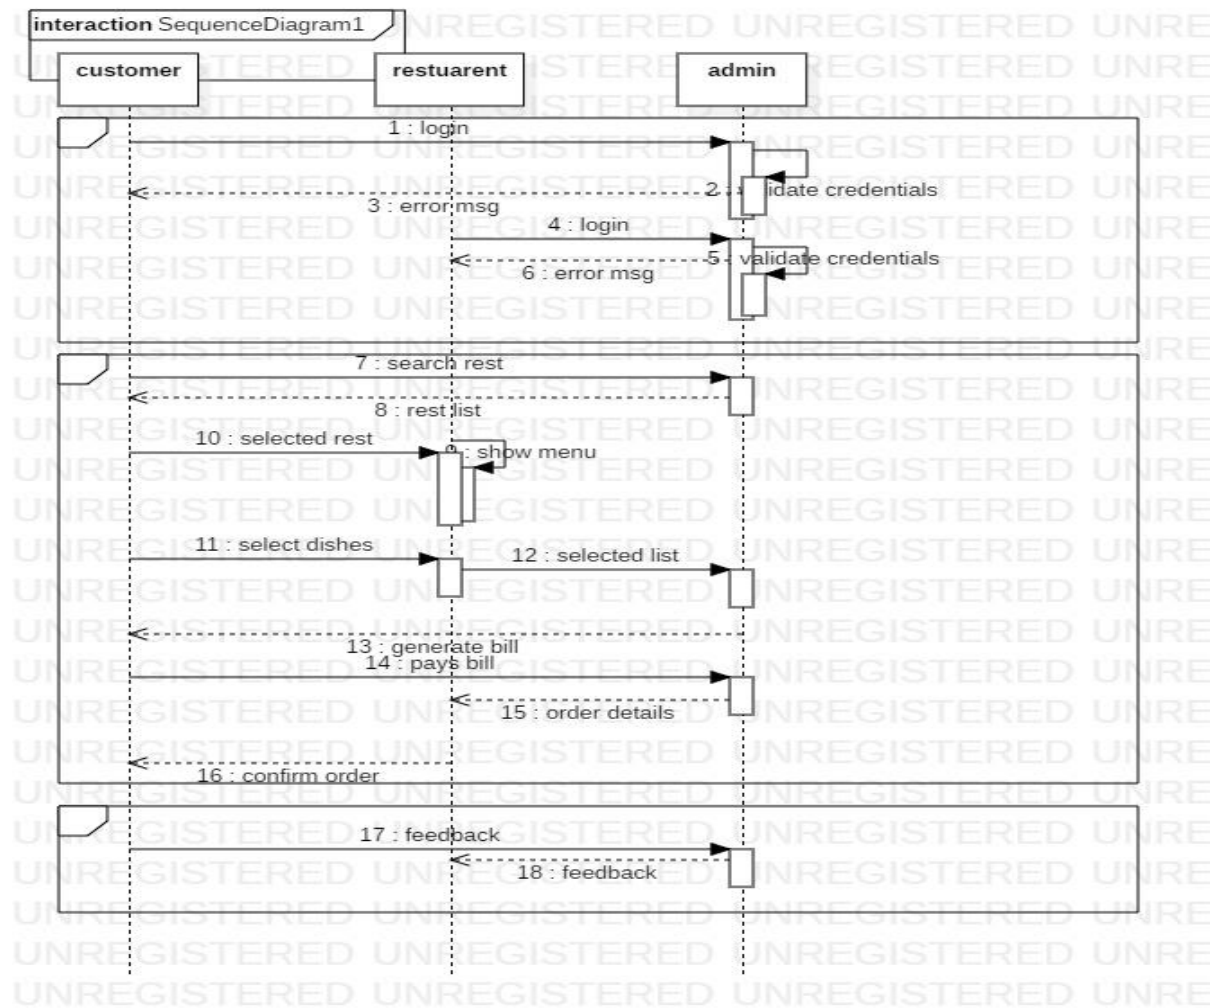 interaction SequenceDiagram1
customer
restuarent
admin
1 : login
2 : validate credentials
3 : error msg
4 : login
5 : validate credentials
6 : error msg
7 : search rest
8 : rest list
10 : selected rest
: show menu
11 : select dishes
12 : selected list
13 : generate bill
14 : pays bill
15 : order details
16 : confirm order
17 : feedback
18 : feedback
UNREGISTERED